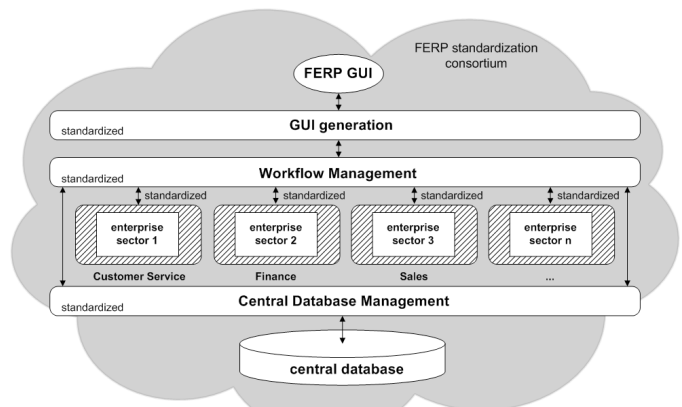 FERP standardization
consortium
FERP GUI
GUI generation
standardized
Workflow Management
standardized
standardized
standardized
standardized
standardized
enterprise
sector 1
enterprise
sector 2
enterprise
sector 3
enterprise
sector n
Customer Service
Finance
Sales
...
Central Database Management
standardized
central database